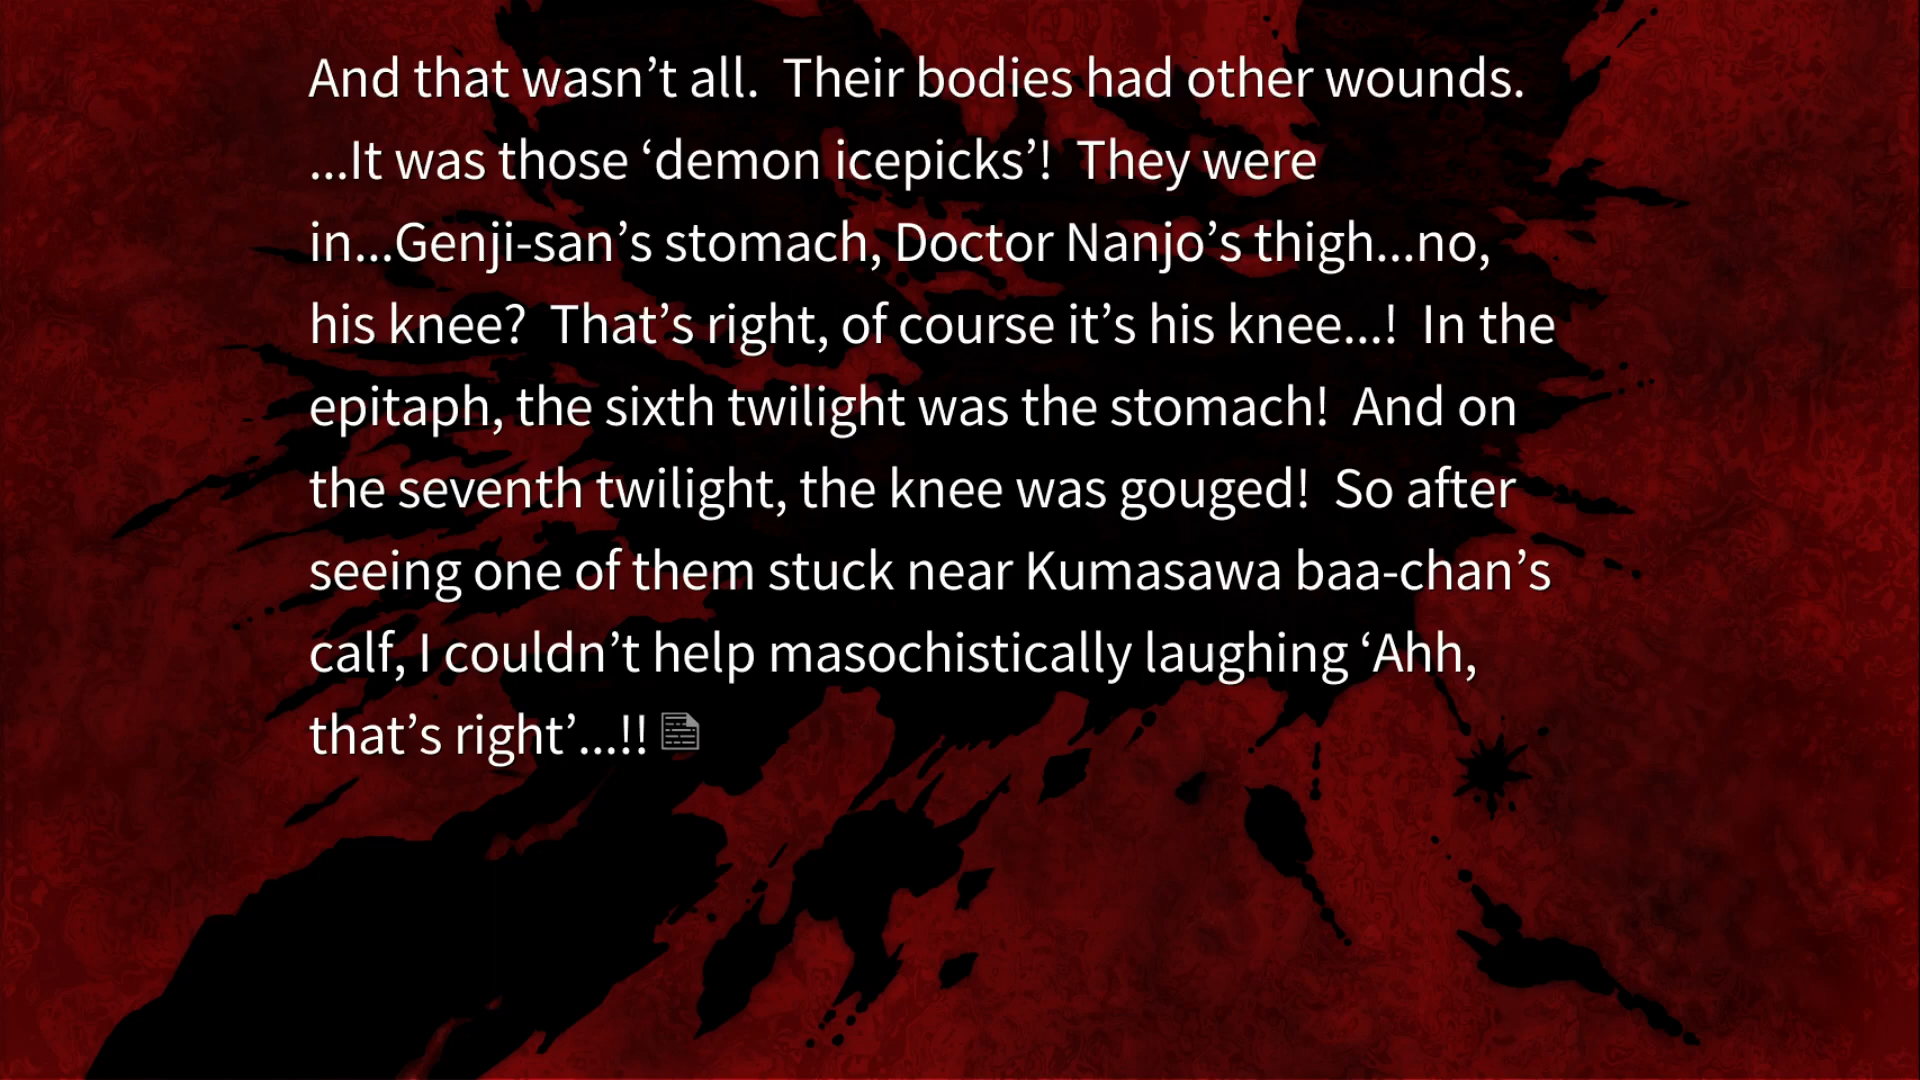 And that wasn’t all.  Their bodies had other wounds.
...It was those ‘demon icepicks’!  They were
in...Genji-san’s stomach, Doctor Nanjo’s thigh...no,
his knee?  That’s right, of course it’s his knee...!  In the
epitaph, the sixth twilight was the stomach!  And on
the seventh twilight, the knee was gouged!  So after
seeing one of them stuck near Kumasawa baa-chan’s
calf, I couldn’t help masochistically laughing ‘Ahh,
that’s right’...!!